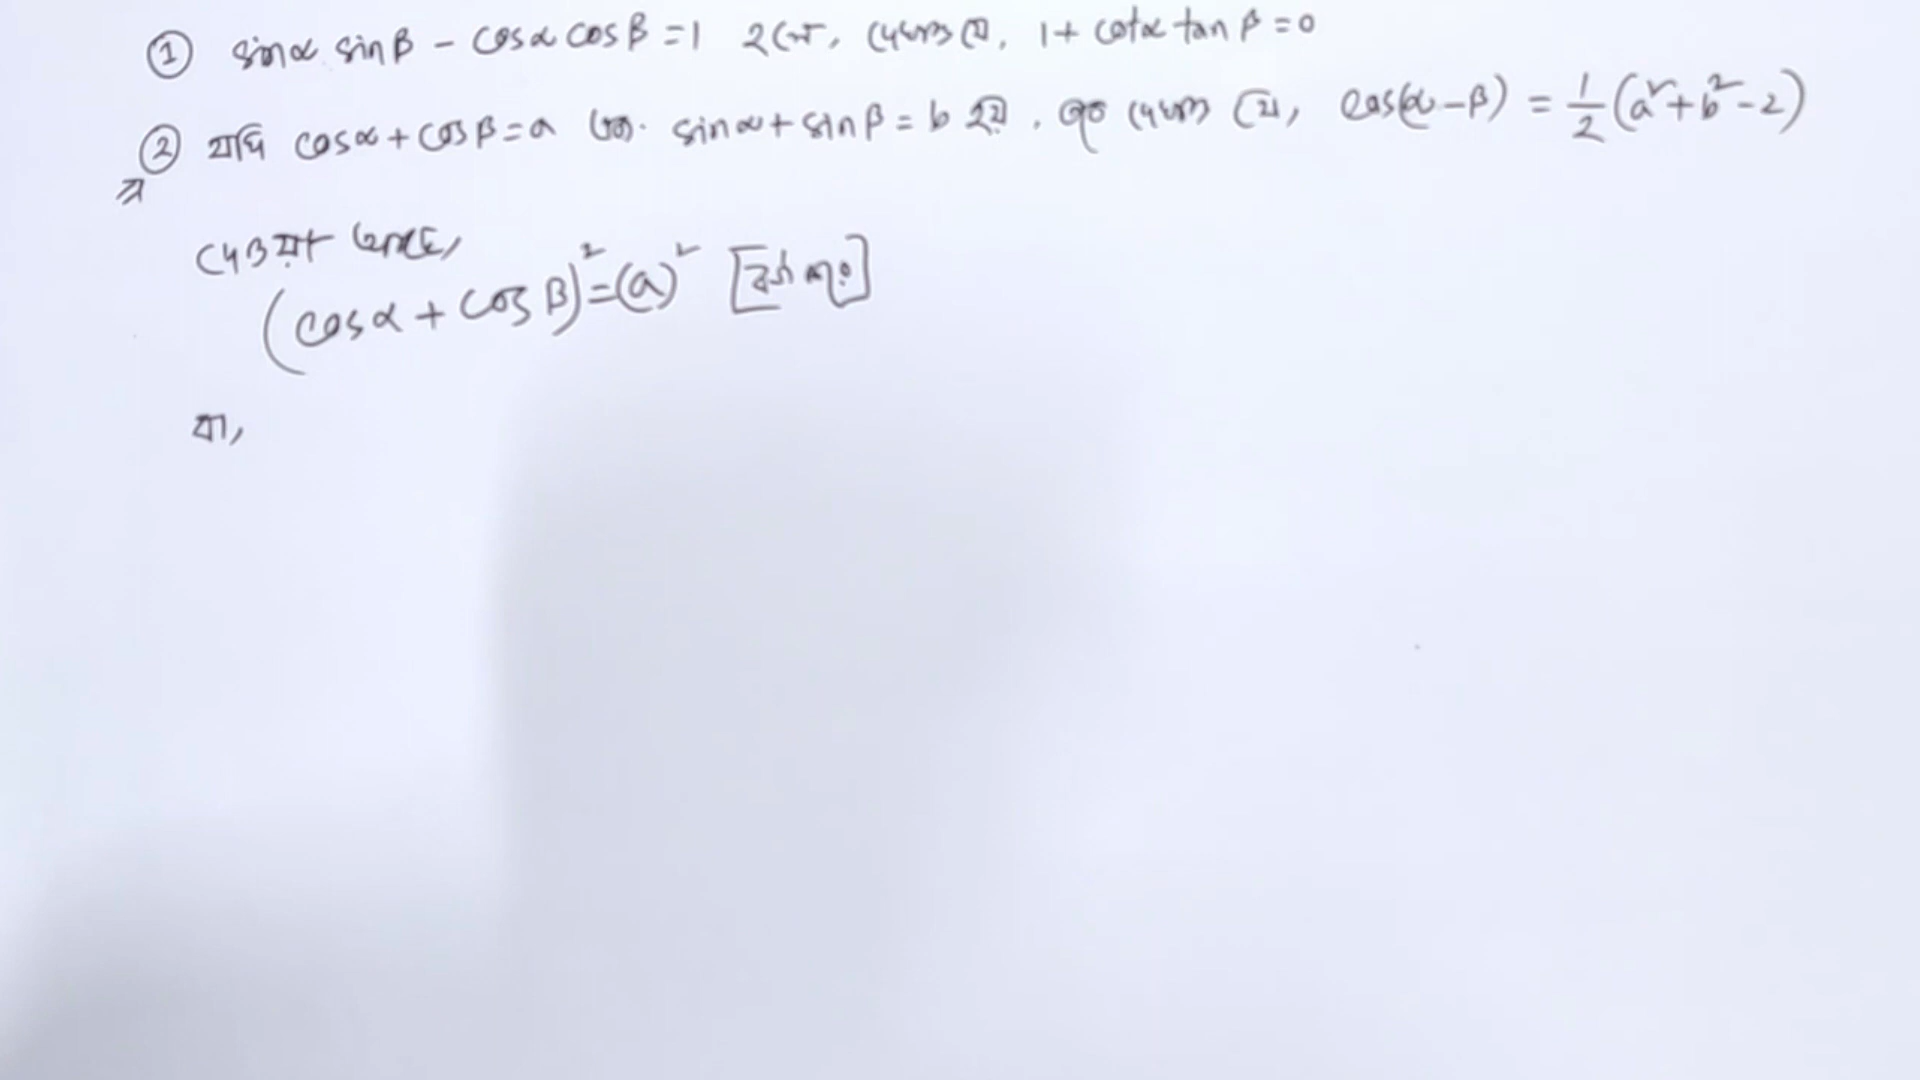 ① sinα sinβ - cosα cosβ = 1 হলে, দেখাও যে, 1 + cotα tanβ = 0
② যদি cosα + cosβ = a এবং sinα + sinβ = b হয়, দেখাও যে, cos(α - β) = 1/2 (a² + b² - 2)
দেওয়া আছে,
(cosα + cosβ)² = (a)² [বর্গ করে]
বা,